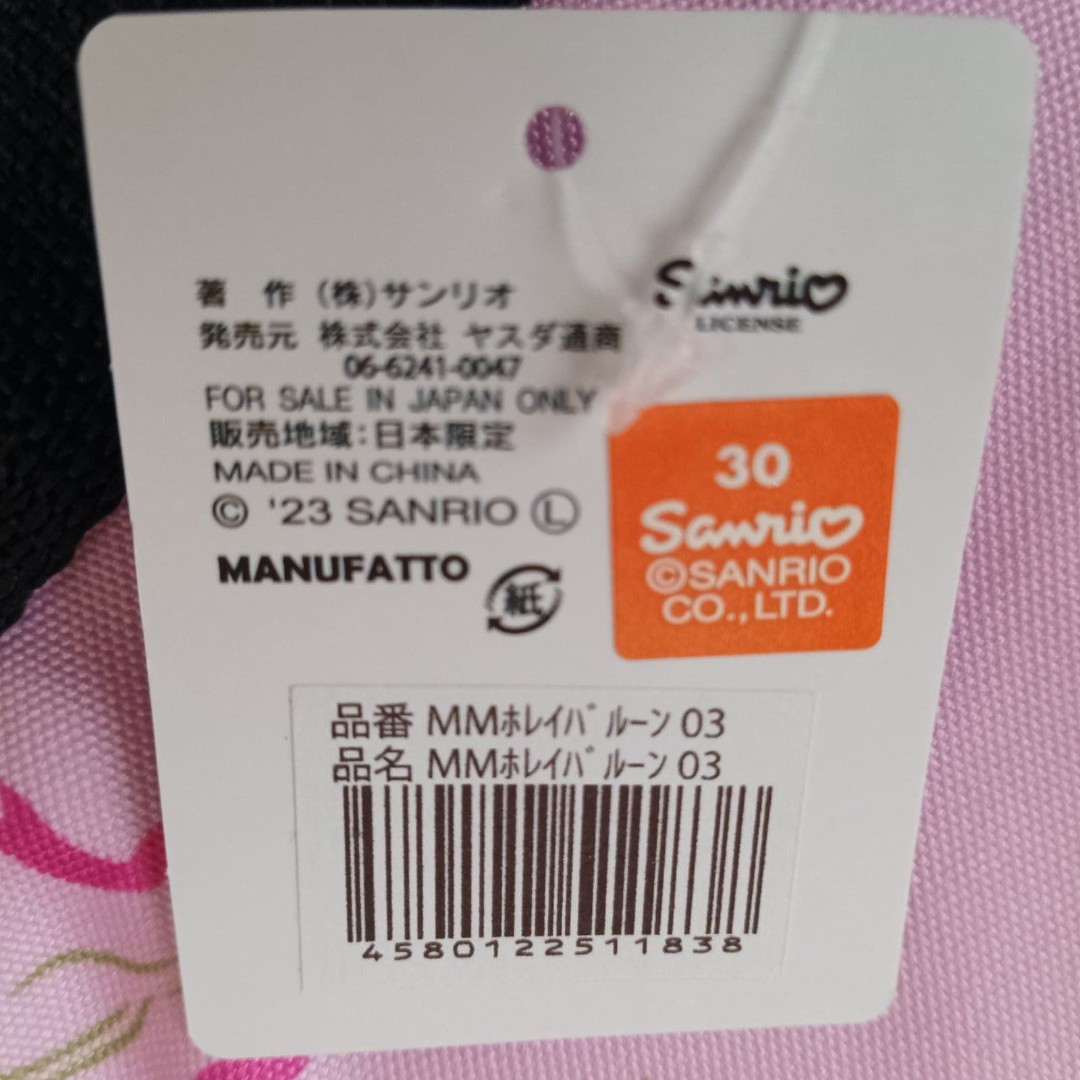 著 作 (株)サンリオ
発売元 株式会社 ヤスダ通商
06-6241-0047
FOR SALE IN JAPAN ONLY
販売地域:日本限定
MADE IN CHINA
© '23 SANRIO Ⓛ
MANUFATTO
紙
Sanrio
LICENSE
30
Sanrio
©SANRIO
CO., LTD.
品番 MMﾎﾚｲﾊﾞﾙｰﾝ 03
品名 MMﾎﾚｲﾊﾞﾙｰﾝ 03
4580122511838